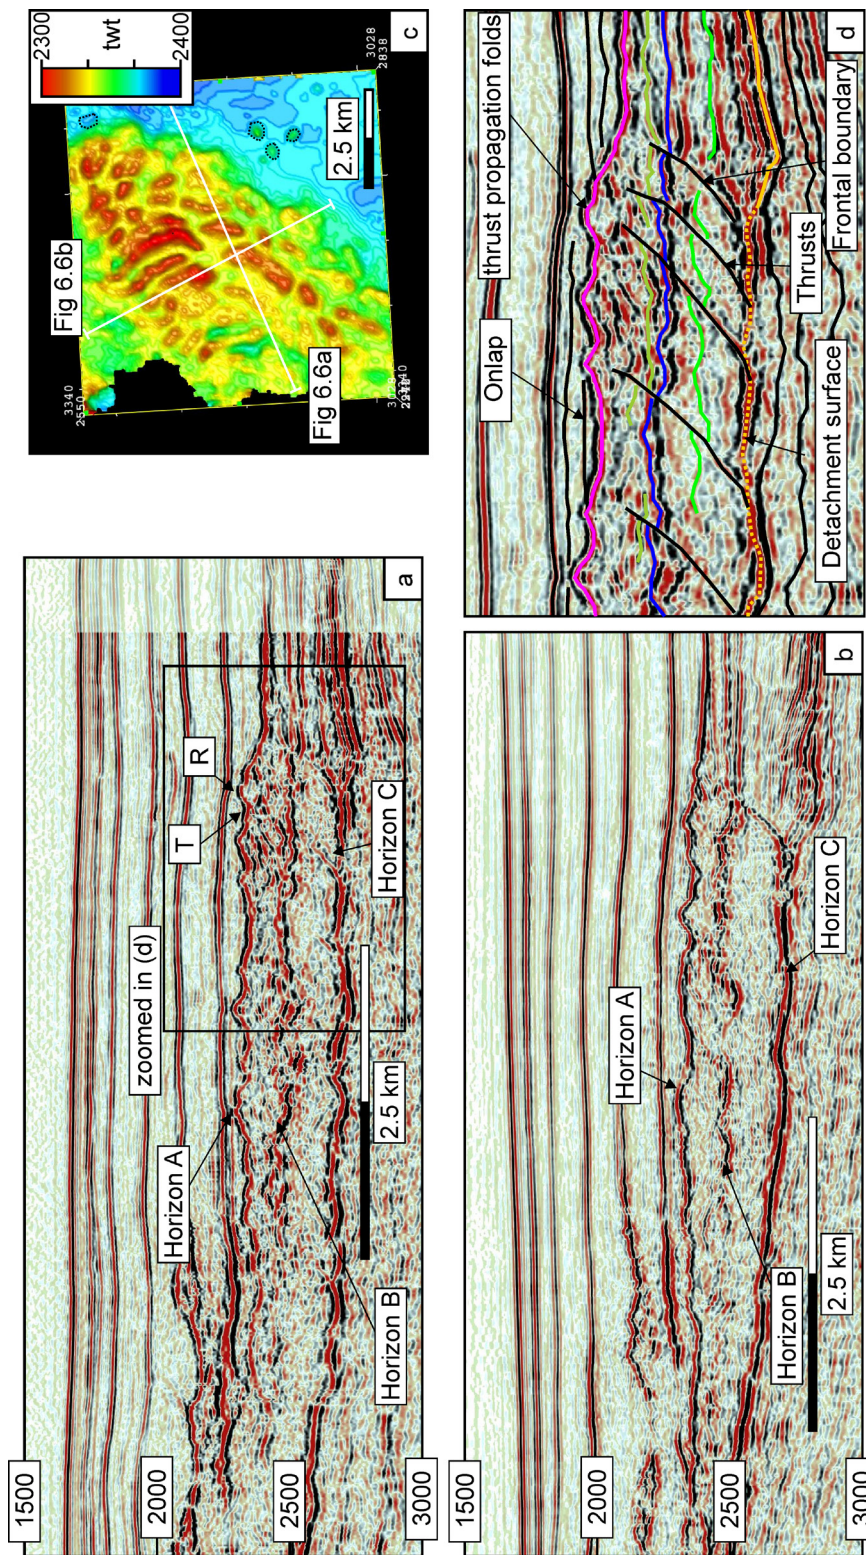 1500
2000
2500
3000
Horizon A
zoomed in (d)
T
R
Horizon B
Horizon C
2.5 km
a
1500
2000
2500
3000
Horizon A
Horizon B
Horizon C
2.5 km
b
2300
twt
2400
Fig 6.6b
Fig 6.6a
2.5 km
3340
2550
3028
2838
c
Onlap
thrust propagation folds
Detachment surface
Thrusts
Frontal boundary
d